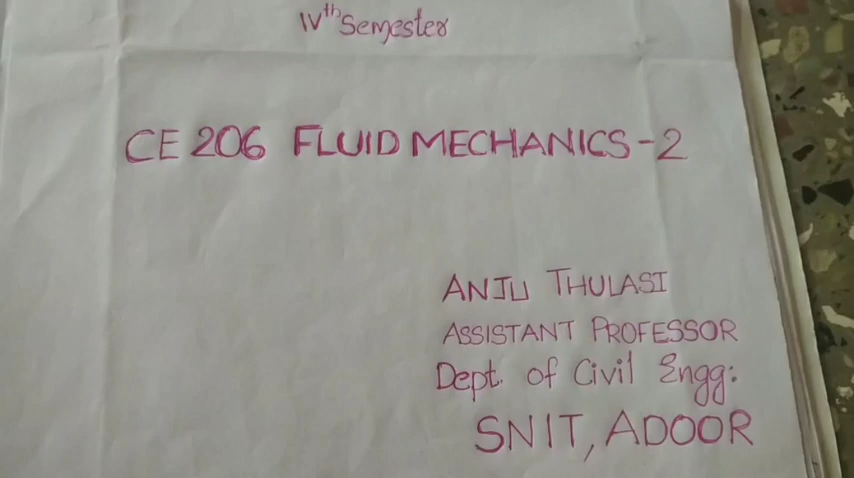 IVth Semester
CE 206 FLUID MECHANICS-2
ANJU THULASI
ASSISTANT PROFESSOR
Dept. of Civil Engg:
SNIT, ADOOR